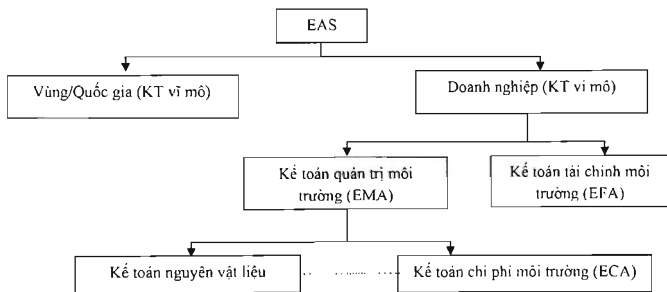 EAS
Vùng/Quốc gia (KT vĩ mô)
Doanh nghiệp (KT vi mô)
Kế toán quản trị môi
trường (EMA)
Kế toán tài chính môi
trường (EFA)
Kế toán nguyên vật liệu
Kế toán chi phí môi trường (ECA)